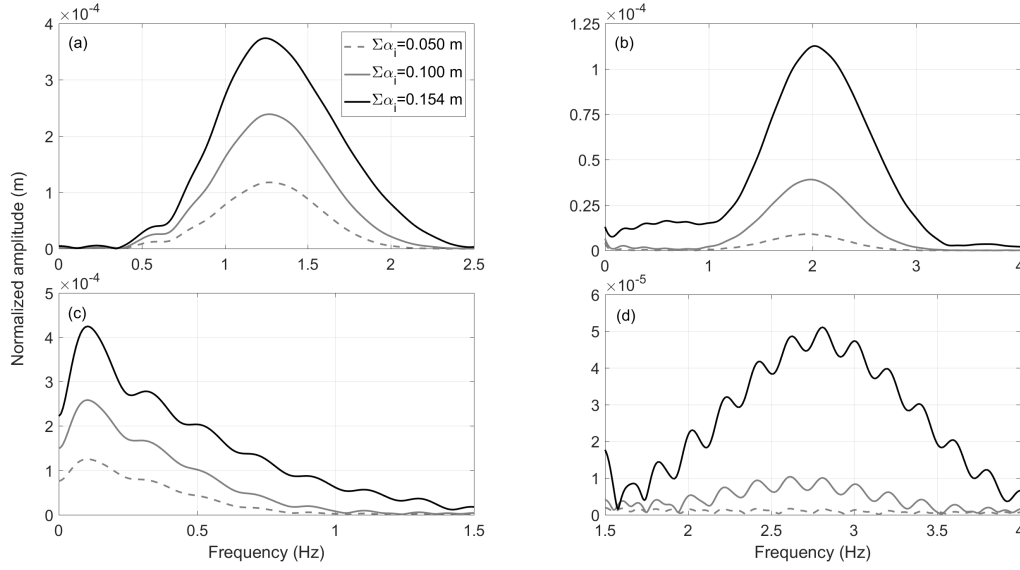 ×10⁻⁴
4
3
2
1
0
(a)
Σαᵢ=0.050 m
Σαᵢ=0.100 m
Σαᵢ=0.154 m
0 0.5 1 1.5 2 2.5
×10⁻⁴
1.25
1
0.75
0.5
0.25
0
(b)
0 1 2 3 4
Normalized amplitude (m)
×10⁻⁴
5
4
3
2
1
0
(c)
0 0.5 1 1.5
Frequency (Hz)
×10⁻⁵
6
5
4
3
2
1
0
(d)
1.5 2 2.5 3 3.5 4
Frequency (Hz)